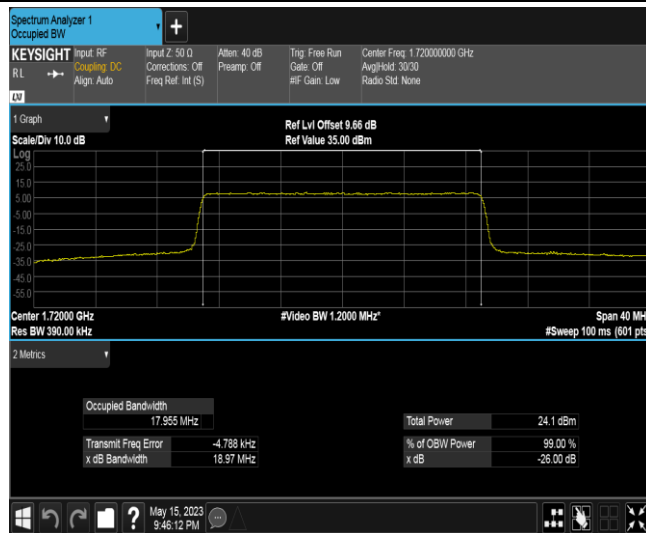 Spectrum Analyzer 1
Occupied BW
+
KEYSIGHT
RL
Input: RF
Coupling: DC
Align: Auto
Input Z: 50 Ω
Corrections: Off
Freq Ref: Int (S)
Atten: 40 dB
Preamp: Off
Trig: Free Run
Gate: Off
#IF Gain: Low
Center Freq: 1.720000000 GHz
Avg|Hold: 30/30
Radio Std: None
LXI
1 Graph
Scale/Div 10.0 dB
Ref Lvl Offset 9.66 dB
Ref Value 35.00 dBm
Log
25.0
15.0
5.00
-5.00
-15.0
-25.0
-35.0
-45.0
-55.0
Center 1.72000 GHz
#Video BW 1.2000 MHz*
Span 40 MH
Res BW 390.00 kHz
#Sweep 100 ms (601 pts
2 Metrics
Occupied Bandwidth
17.955 MHz
Total Power 24.1 dBm
Transmit Freq Error -4.788 kHz
% of OBW Power 99.00 %
x dB Bandwidth 18.97 MHz
x dB -26.00 dB
?
May 15, 2023
9:46:12 PM